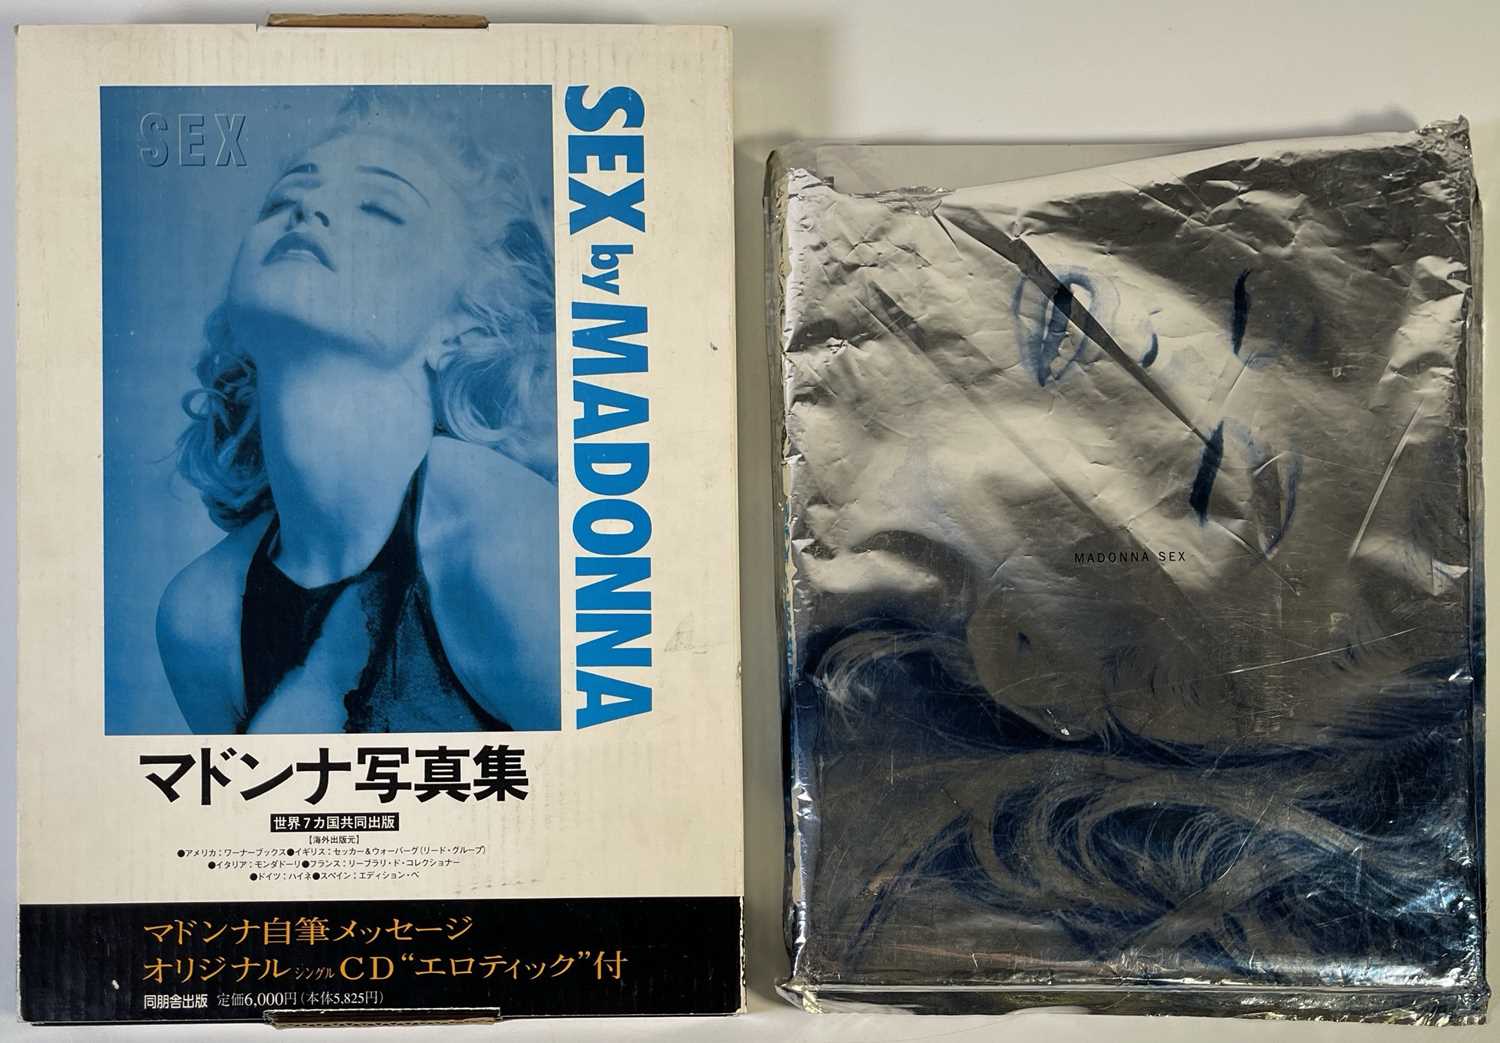 SEX
SEX by MADONNA
マドンナ写真集
世界7カ国共同出版
【海外出版元】
●アメリカ:ワーナーブックス●イギリス:セッカー&ウォーバーグ(リード・グループ)
●イタリア:モンダドーリ●フランス:リーブラリ・ド・コレクショナー
●ドイツ:ハイネ●スペイン:エディション・ベ
マドンナ自筆メッセージ
オリジナルシングルCD“エロティック”付
同朋舎出版 定価6,000円(本体5,825円)
MADONNA SEX